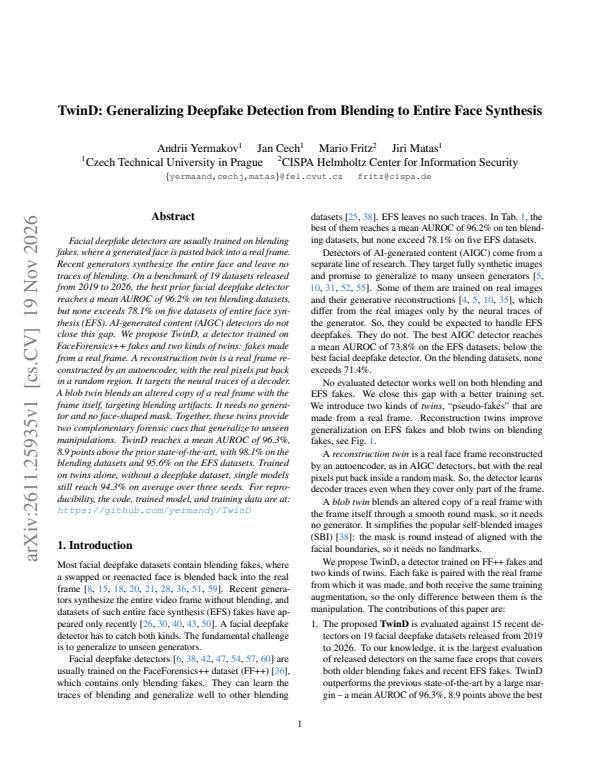 TwinD: Generalizing Deepfake Detection from Blending to Entire Face Synthesis
Andrii Yermakov1 Jan Cech1 Mario Fritz2 Jiri Matas1
1Czech Technical University in Prague 2CISPA Helmholtz Center for Information Security
{yermaand,cechj,matas}@fel.cvut.cz fritz@cispa.de
arXiv:2611.25935v1 [cs.CV] 19 Nov 2026
Abstract
Facial deepfake detectors are usually trained on blending
fakes, where a generated face is pasted back into a real frame.
Recent generators synthesize the entire face and leave no
traces of blending. On a benchmark of 19 datasets released
from 2019 to 2026, the best prior facial deepfake detector
reaches a mean AUROC of 96.2% on ten blending datasets,
but none exceeds 78.1% on five datasets of entire face syn-
thesis (EFS). AI-generated content (AIGC) detectors do not
close this gap. We propose TwinD, a detector trained on
FaceForensics++ fakes and two kinds of twins: fakes made
from a real frame. A reconstruction twin is a real frame re-
constructed by an autoencoder, with the real pixels put back
in a random region. It targets the neural traces of a decoder.
A blob twin blends an altered copy of a real frame with the
frame itself, targeting blending artifacts. It needs no genera-
tor and no face-shaped mask. Together, these twins provide
two complementary forensic cues that generalize to unseen
manipulations. TwinD reaches a mean AUROC of 96.3%,
8.9 points above the prior state-of-the-art, with 98.1% on the
blending datasets and 95.6% on the EFS datasets. Trained
on twins alone, without a deepfake dataset, single models
still reach 94.3% on average over three seeds. For repro-
ducibility, the code, trained model, and training data are at:
https://github.com/yermandy/TwinD
1. Introduction
Most facial deepfake datasets contain blending fakes, where
a swapped or reenacted face is blended back into the real
frame [8, 15, 18, 20, 21, 28, 36, 51, 59]. Recent genera-
tors synthesize the entire video frame without blending, and
datasets of such entire face synthesis (EFS) fakes have ap-
peared only recently [26, 30, 40, 43, 50]. A facial deepfake
detector has to catch both kinds. The fundamental challenge
is to generalize to unseen generators.
Facial deepfake detectors [6, 38, 42, 47, 54, 57, 60] are
usually trained on the FaceForensics++ dataset (FF++) [36],
which contains only blending fakes. They can learn the
traces of blending and generalize well to other blending
datasets [25, 38]. EFS leaves no such traces. In Tab. 1, the
best of them reaches a mean AUROC of 96.2% on ten blend-
ing datasets, but none exceed 78.1% on five EFS datasets.
Detectors of AI-generated content (AIGC) come from a
separate line of research. They target fully synthetic images
and promise to generalize to many unseen generators [5,
10, 31, 52, 55]. Some of them are trained on real images
and their generative reconstructions [4, 5, 10, 35], which
differ from the real images only by the neural traces of
the generator. So, they could be expected to handle EFS
deepfakes. They do not. The best AIGC detector reaches
a mean AUROC of 73.8% on the EFS datasets, below the
best facial deepfake detector. On the blending datasets, none
exceeds 71.4%.
No evaluated detector works well on both blending and
EFS fakes. We close this gap with a better training set.
We introduce two kinds of twins, “pseudo-fakes” that are
made from a real frame. Reconstruction twins improve
generalization on EFS fakes and blob twins on blending
fakes, see Fig. 1.
A reconstruction twin is a real face frame reconstructed
by an autoencoder, as in AIGC detectors, but with the real
pixels put back inside a random mask. So, the detector learns
decoder traces even when they cover only part of the frame.
A blob twin blends an altered copy of a real frame with
the frame itself through a smooth round mask, so it needs
no generator. It simplifies the popular self-blended images
(SBI) [38]: the mask is round instead of aligned with the
facial boundaries, so it needs no landmarks.
We propose TwinD, a detector trained on FF++ fakes and
two kinds of twins. Each fake is paired with the real frame
from which it was made, and both receive the same training
augmentation, so the only difference between them is the
manipulation. The contributions of this paper are:
1. The proposed TwinD is evaluated against 15 recent de-
tectors on 19 facial deepfake datasets released from 2019
to 2026. To our knowledge, it is the largest evaluation
of released detectors on the same face crops that covers
both older blending fakes and recent EFS fakes. TwinD
outperforms the previous state-of-the-art by a large mar-
gin – a mean AUROC of 96.3%, 8.9 points above the best
1